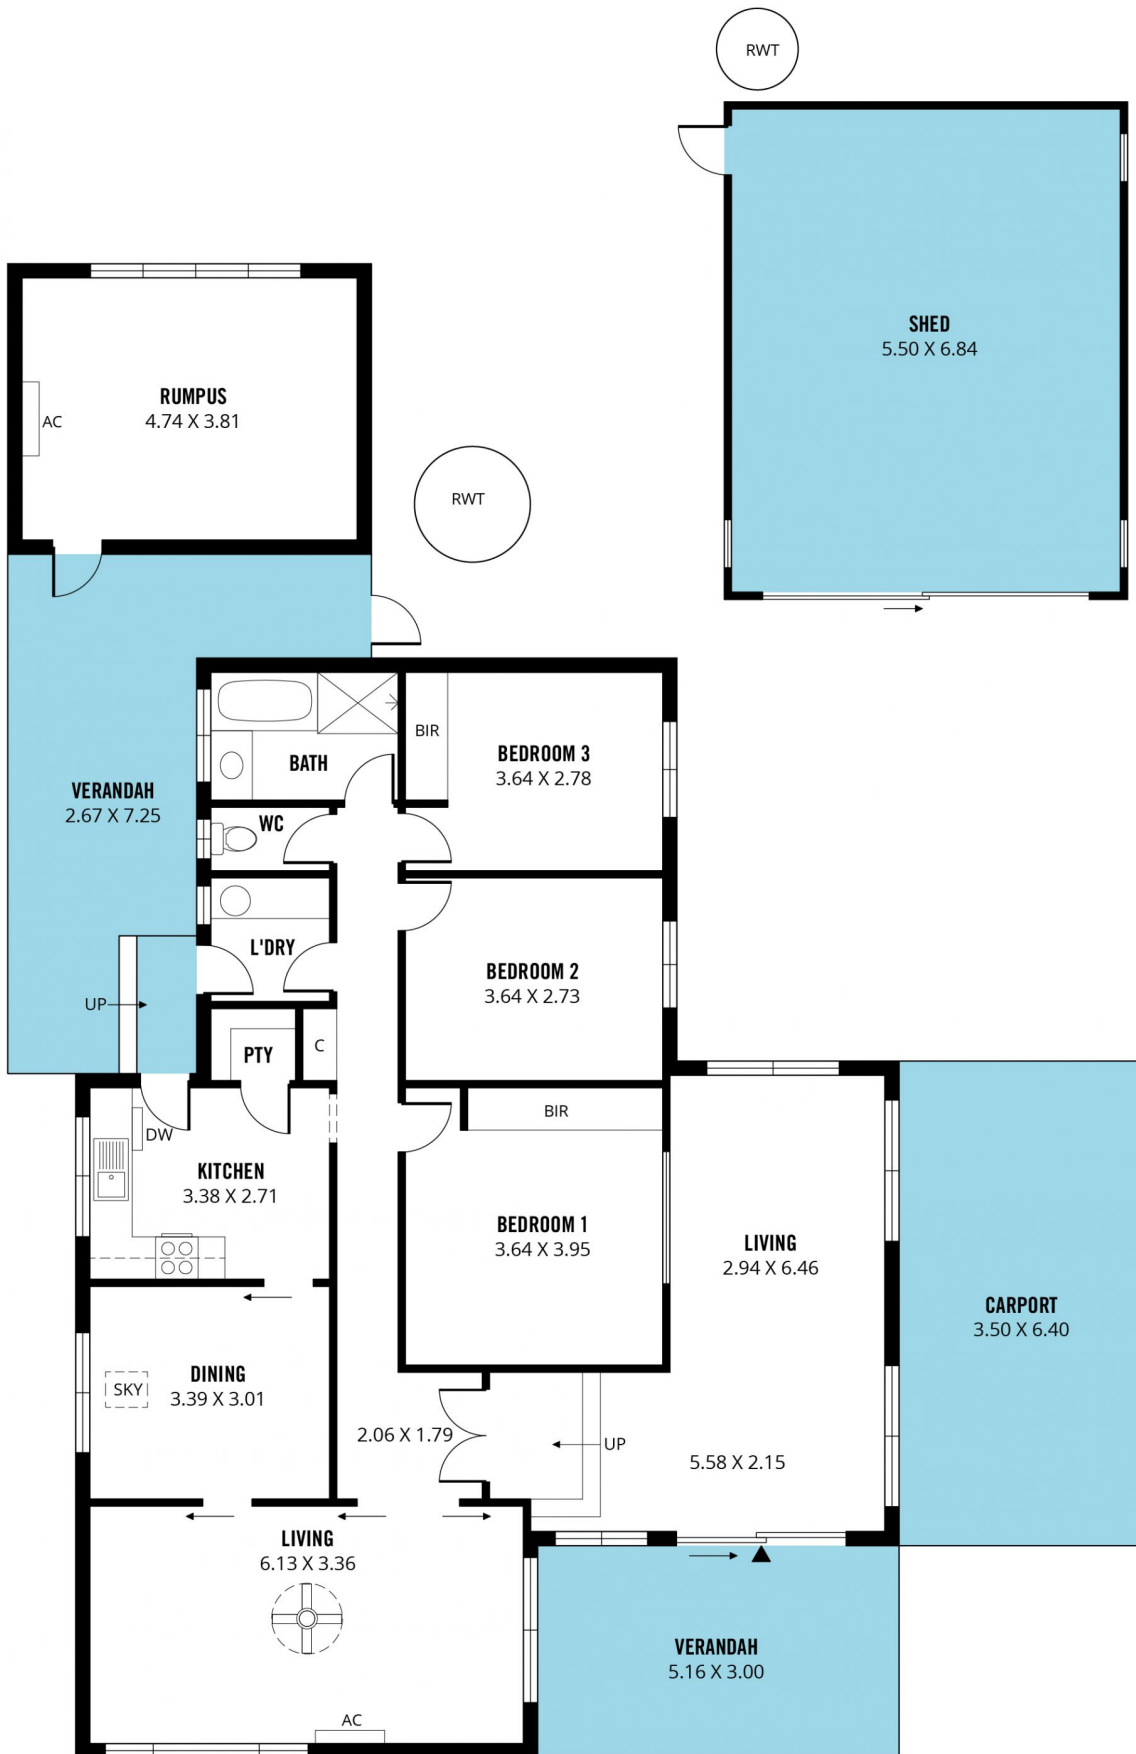 RWT
SHED
5.50 X 6.84
RUMPUS
4.74 X 3.81
AC
RWT
BATH
BIR
BEDROOM 3
3.64 X 2.78
VERANDAH
2.67 X 7.25
WC
L'DRY
BEDROOM 2
3.64 X 2.73
UP
PTY
C
BIR
DW
KITCHEN
3.38 X 2.71
BEDROOM 1
3.64 X 3.95
LIVING
2.94 X 6.46
CARPORT
3.50 X 6.40
DINING
3.39 X 3.01
SKY
2.06 X 1.79
UP
5.58 X 2.15
LIVING
6.13 X 3.36
VERANDAH
5.16 X 3.00
AC